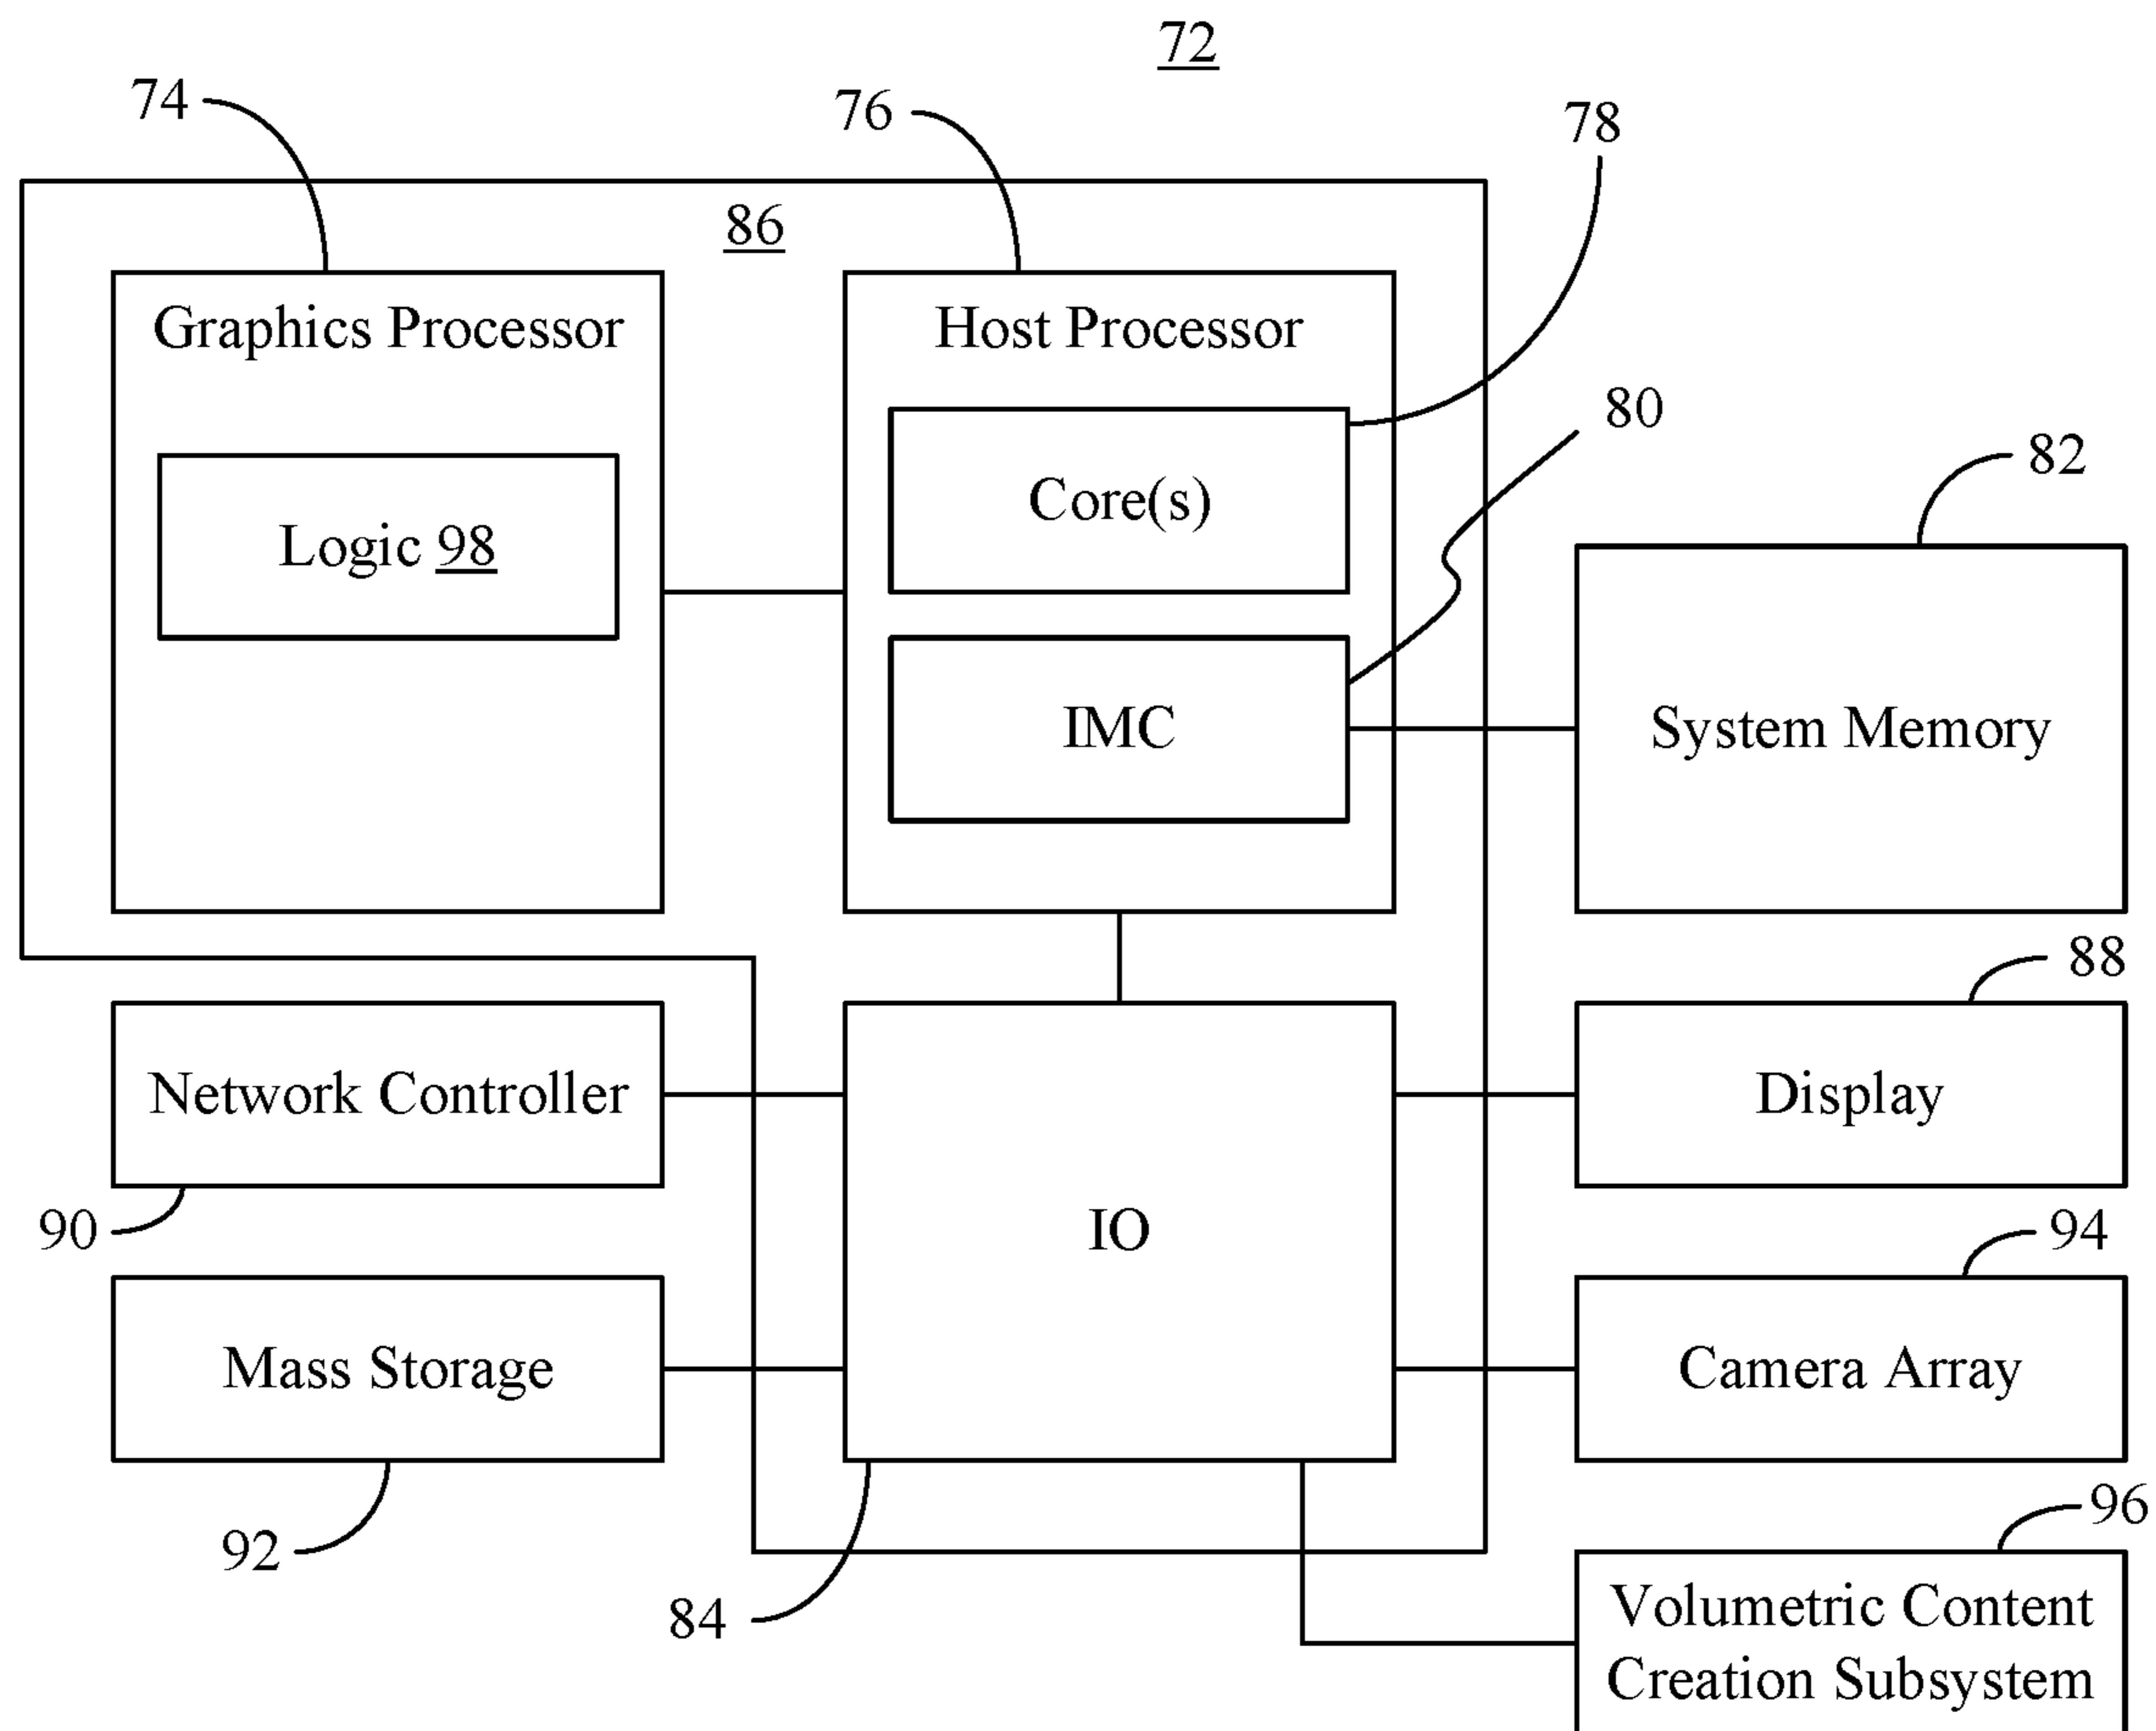 72
74
76
78
86
Graphics Processor
Host Processor
80
Core(s)
82
Logic 98
IMC
System Memory
88
Network Controller
Display
90
IO
94
Mass Storage
Camera Array
96
92
84
Volumetric Content
Creation Subsystem